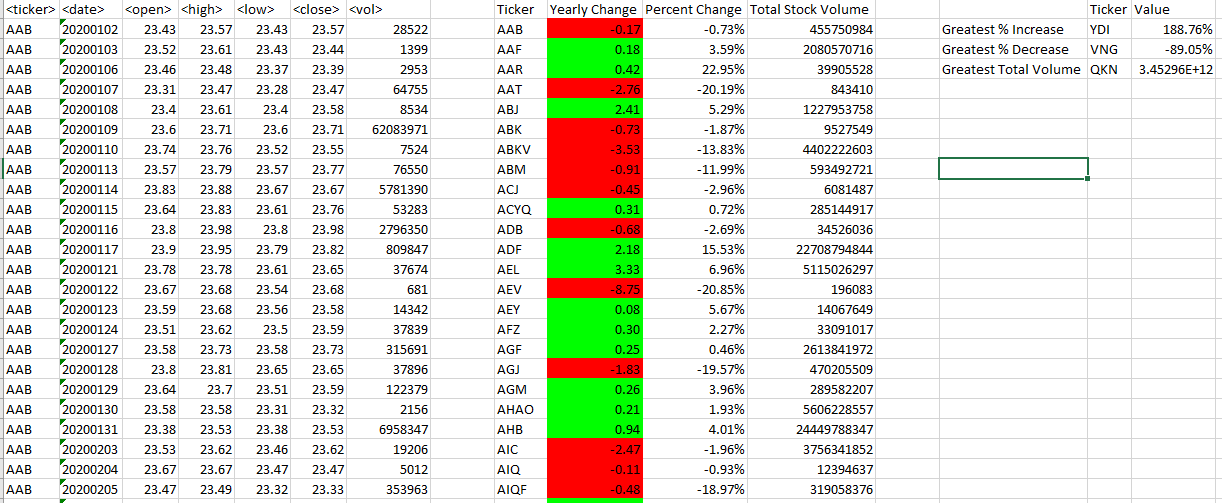 <ticker> <date> <open> <high> <low> <close> <vol> Ticker Yearly Change Percent Change Total Stock Volume Ticker Value
AAB 20200102 23.43 23.57 23.43 23.57 28522 AAB -0.17 -0.73% 455750984 Greatest % Increase YDI 188.76%
AAB 20200103 23.52 23.61 23.43 23.44 1399 AAF 0.18 3.59% 2080570716 Greatest % Decrease VNG -89.05%
AAB 20200106 23.46 23.48 23.37 23.39 2953 AAR 0.42 22.95% 39905528 Greatest Total Volume QKN 3.45296E+12
AAB 20200107 23.31 23.47 23.28 23.47 64755 AAT -2.76 -20.19% 843410
AAB 20200108 23.4 23.61 23.4 23.58 8534 ABJ 2.41 5.29% 1227953758
AAB 20200109 23.6 23.71 23.6 23.71 62083971 ABK -0.73 -1.87% 9527549
AAB 20200110 23.74 23.76 23.52 23.55 7524 ABKV -3.53 -13.83% 4402222603
AAB 20200113 23.57 23.79 23.57 23.77 76550 ABM -0.91 -11.99% 593492721
AAB 20200114 23.83 23.88 23.67 23.67 5781390 ACJ -0.45 -2.96% 6081487
AAB 20200115 23.64 23.83 23.61 23.76 53283 ACYQ 0.31 0.72% 285144917
AAB 20200116 23.8 23.98 23.8 23.98 2796350 ADB -0.68 -2.69% 34526036
AAB 20200117 23.9 23.95 23.79 23.82 809847 ADF 2.18 15.53% 22708794844
AAB 20200121 23.78 23.78 23.61 23.65 37674 AEL 3.33 6.96% 5115026297
AAB 20200122 23.67 23.68 23.54 23.68 681 AEV -8.75 -20.85% 196083
AAB 20200123 23.59 23.68 23.56 23.58 14342 AEY 0.08 5.67% 14067649
AAB 20200124 23.51 23.62 23.5 23.59 37839 AFZ 0.30 2.27% 33091017
AAB 20200127 23.58 23.73 23.58 23.73 315691 AGF 0.25 0.46% 2613841972
AAB 20200128 23.8 23.81 23.65 23.65 37896 AGJ -1.83 -19.57% 470205509
AAB 20200129 23.64 23.7 23.51 23.59 122379 AGM 0.26 3.96% 289582207
AAB 20200130 23.58 23.58 23.31 23.32 2156 AHAO 0.21 1.93% 5606228557
AAB 20200131 23.38 23.53 23.38 23.53 6958347 AHB 0.94 4.01% 24449788347
AAB 20200203 23.53 23.62 23.46 23.62 19206 AIC -2.47 -1.96% 3756341852
AAB 20200204 23.67 23.67 23.47 23.47 5012 AIQ -0.11 -0.93% 12394637
AAB 20200205 23.47 23.49 23.32 23.33 353963 AIQF -0.48 -18.97% 319058376